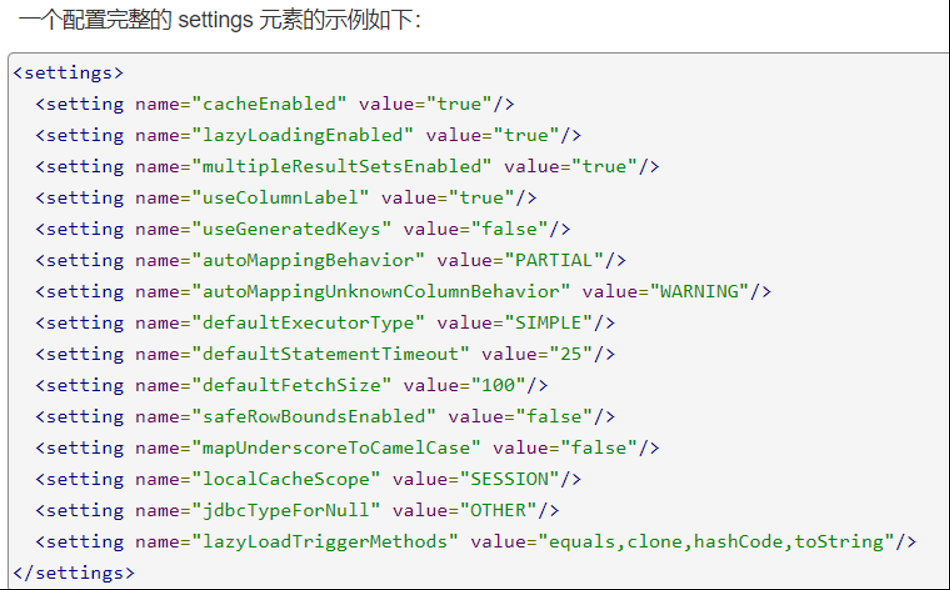 一个配置完整的 settings 元素的示例如下：
<settings>
  <setting name="cacheEnabled" value="true"/>
  <setting name="lazyLoadingEnabled" value="true"/>
  <setting name="multipleResultSetsEnabled" value="true"/>
  <setting name="useColumnLabel" value="true"/>
  <setting name="useGeneratedKeys" value="false"/>
  <setting name="autoMappingBehavior" value="PARTIAL"/>
  <setting name="autoMappingUnknownColumnBehavior" value="WARNING"/>
  <setting name="defaultExecutorType" value="SIMPLE"/>
  <setting name="defaultStatementTimeout" value="25"/>
  <setting name="defaultFetchSize" value="100"/>
  <setting name="safeRowBoundsEnabled" value="false"/>
  <setting name="mapUnderscoreToCamelCase" value="false"/>
  <setting name="localCacheScope" value="SESSION"/>
  <setting name="jdbcTypeForNull" value="OTHER"/>
  <setting name="lazyLoadTriggerMethods" value="equals,clone,hashCode,toString"/>
</settings>